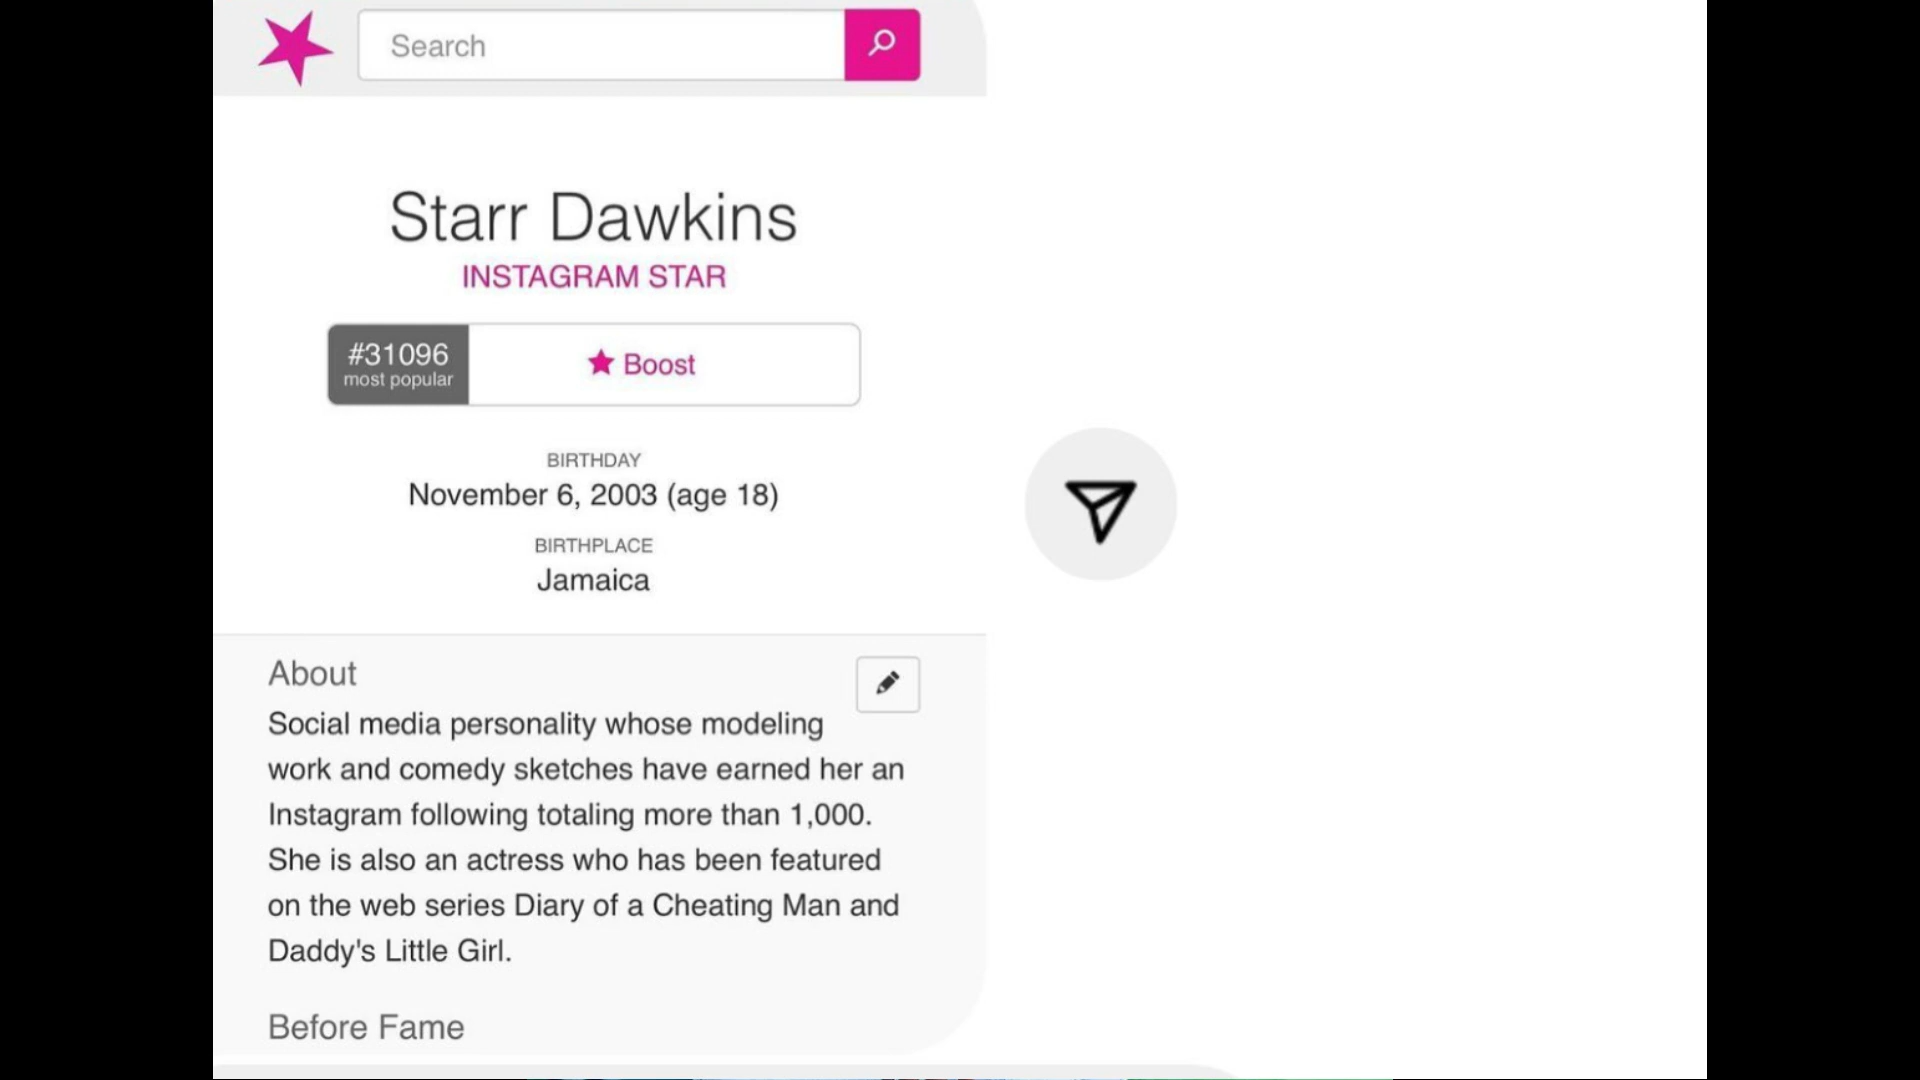 Search
Starr Dawkins
INSTAGRAM STAR
#31096
most popular
Boost
BIRTHDAY
November 6, 2003 (age 18)
BIRTHPLACE
Jamaica
About
Social media personality whose modeling
work and comedy sketches have earned her an
Instagram following totaling more than 1,000.
She is also an actress who has been featured
on the web series Diary of a Cheating Man and
Daddy's Little Girl.
Before Fame